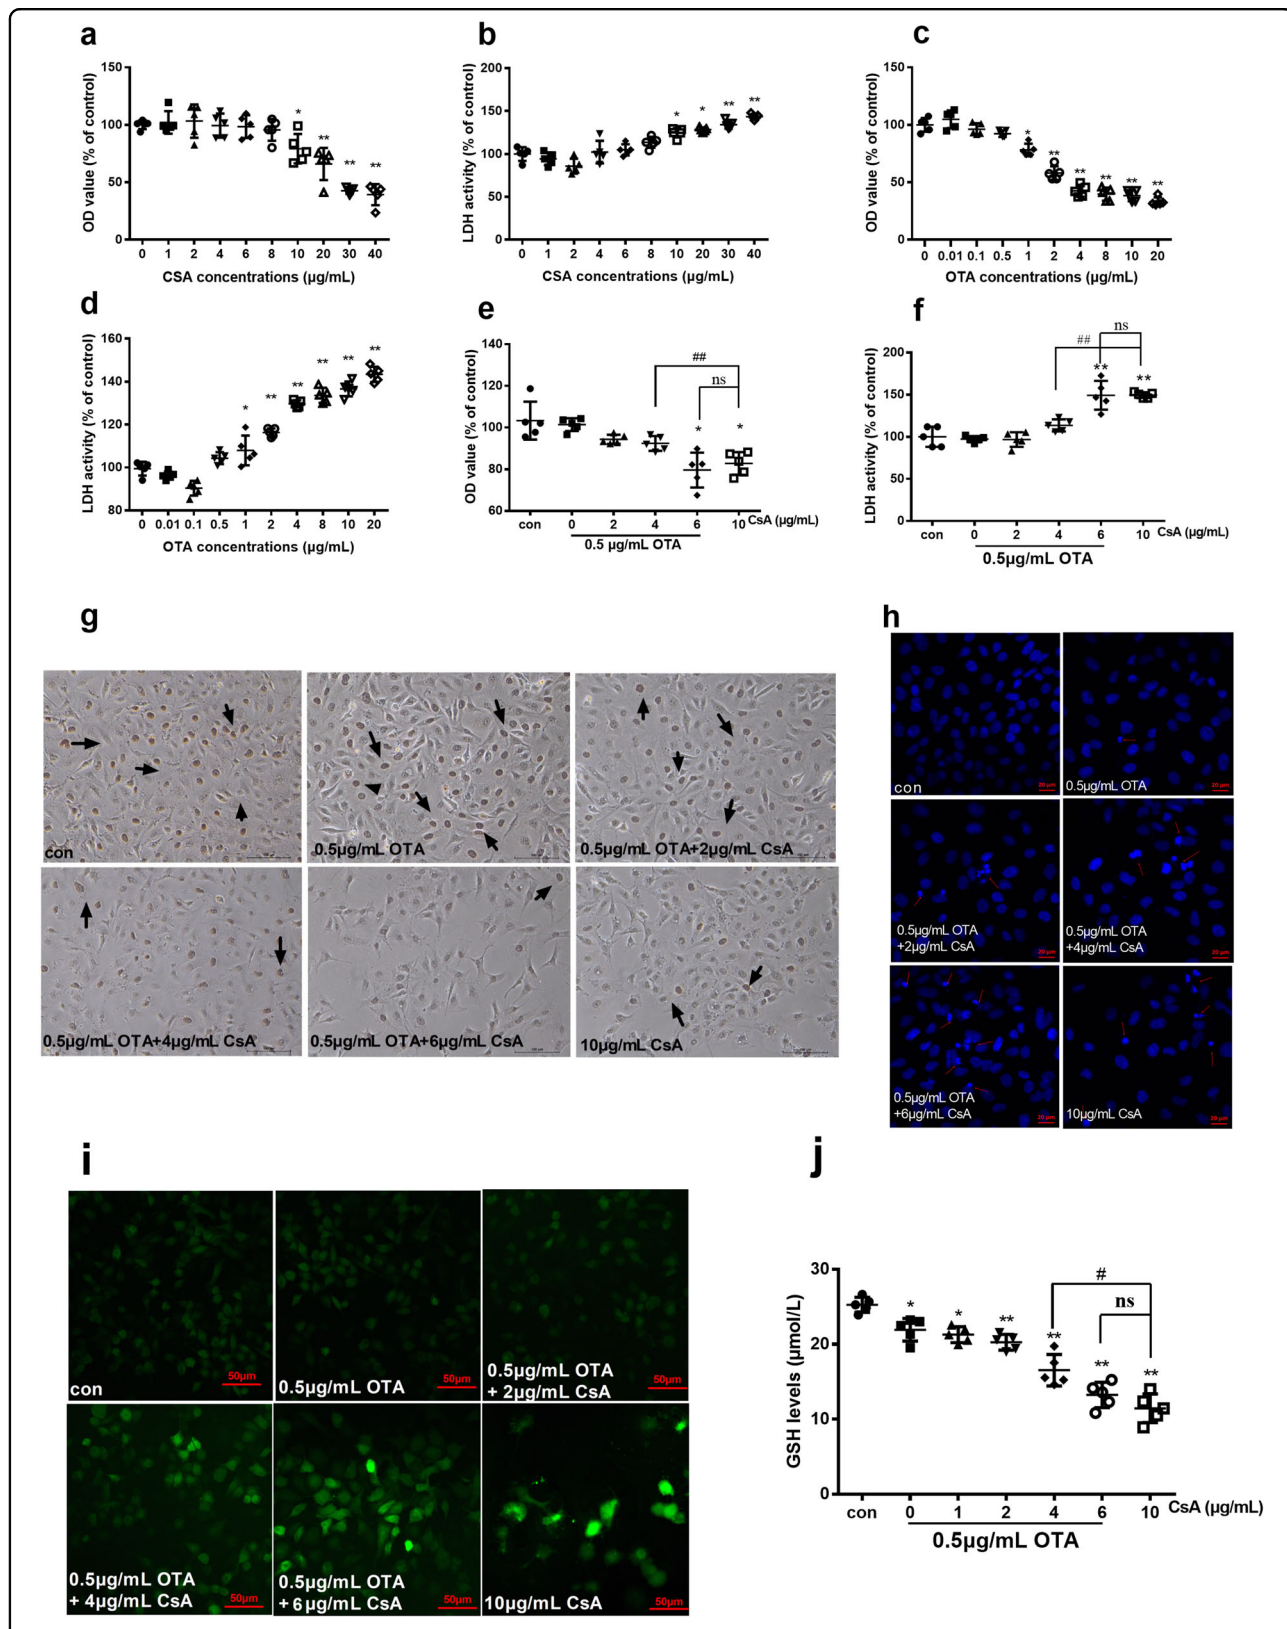 a
OD value (% of control)
150
100
50
0
*
**
**
**
0 1 2 4 6 8 10 20 30 40
CSA concentrations (µg/mL)
b
LDH activity (% of control)
200
150
100
50
0
*
*
**
**
0 1 2 4 6 8 10 20 30 40
CSA concentrations (µg/mL)
c
OD value (% of control)
150
100
50
0
*
**
**
**
**
**
0 0.01 0.1 0.5 1 2 4 8 10 20
OTA concentrations (µg/mL)
d
LDH activity (% of control)
160
140
120
100
80
*
**
**
**
**
**
0 0.01 0.1 0.5 1 2 4 8 10 20
OTA concentrations (µg/mL)
e
OD value (% of control)
140
120
100
80
60
##
ns
*
*
con 0 2 4 6 10 CsA (µg/mL)
0.5 µg/mL OTA
f
LDH activity (% of control)
200
150
100
50
0
ns
##
**
**
con 0 2 4 6 10 CsA (µg/mL)
0.5µg/mL OTA
g
con
0.5µg/mL OTA
0.5µg/mL OTA+2µg/mL CsA
0.5µg/mL OTA+4µg/mL CsA
0.5µg/mL OTA+6µg/mL CsA
10µg/mL CsA
h
con
20 µm
0.5µg/mL OTA
20 µm
0.5µg/mL OTA
+2µg/mL CsA
20 µm
0.5µg/mL OTA
+4µg/mL CsA
20 µm
0.5µg/mL OTA
+6µg/mL CsA
20 µm
10µg/mL CsA
20 µm
i
con
50µm
0.5µg/mL OTA
50µm
0.5µg/mL OTA
+ 2µg/mL CsA
50µm
0.5µg/mL OTA
+ 4µg/mL CsA
50µm
0.5µg/mL OTA
+ 6µg/mL CsA
50µm
10µg/mL CsA
50µm
j
GSH levels (µmol/L)
30
20
10
0
#
ns
*
*
**
**
**
**
con 0 1 2 4 6 10 CsA (µg/mL)
0.5µg/mL OTA